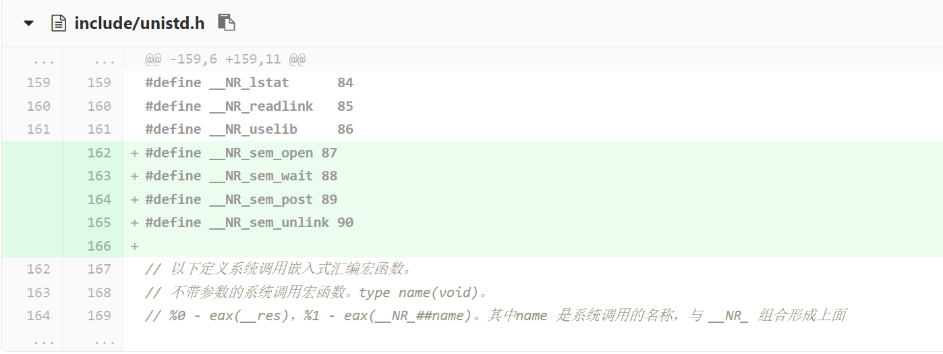 include/unistd.h
... ... @@ -159,6 +159,11 @@
159 159 #define __NR_lstat 84
160 160 #define __NR_readlink 85
161 161 #define __NR_uselib 86
162 + #define __NR_sem_open 87
163 + #define __NR_sem_wait 88
164 + #define __NR_sem_post 89
165 + #define __NR_sem_unlink 90
166 +
162 167 // 以下定义系统调用嵌入式汇编宏函数。
163 168 // 不带参数的系统调用宏函数。type name(void)。
164 169 // %0 - eax(__res)，%1 - eax(__NR_##name)。其中name 是系统调用的名称，与 __NR_ 组合形成上面
... ...